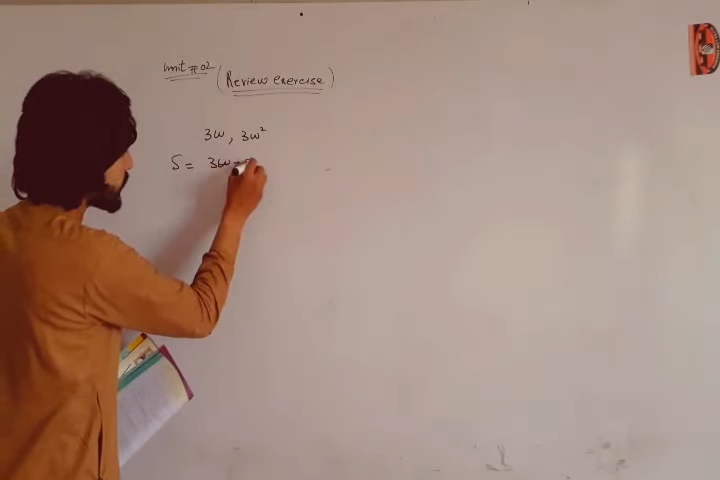 Unit # 02 (Review exercise)
3ω, 3ω²
S = 3ω +